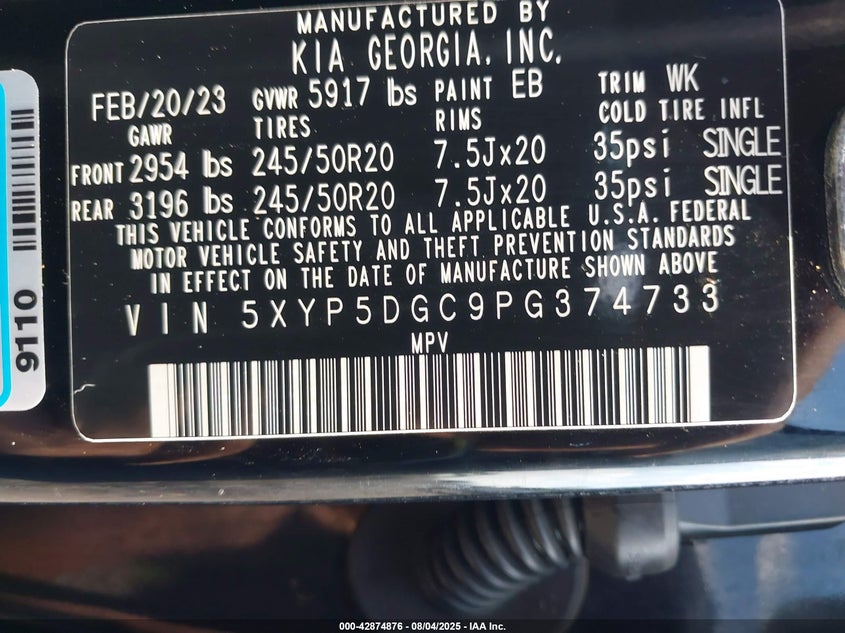 MANUFACTURED BY
KIA GEORGIA, INC.
FEB/20/23 GVWR 5917 lbs PAINT EB TRIM WK
GAWR TIRES RIMS COLD TIRE INFL
FRONT 2954 lbs 245/50R20 7.5Jx20 35psi SINGLE
REAR 3196 lbs 245/50R20 7.5Jx20 35psi SINGLE
THIS VEHICLE CONFORMS TO ALL APPLICABLE U.S.A. FEDERAL
MOTOR VEHICLE SAFETY AND THEFT PREVENTION STANDARDS
IN EFFECT ON THE DATE OF MANUFACTURE SHOWN ABOVE
VIN 5XYP5DGC9PG374733
MPV
9110
000-42874876 - 08/04/2025 - IAA Inc.